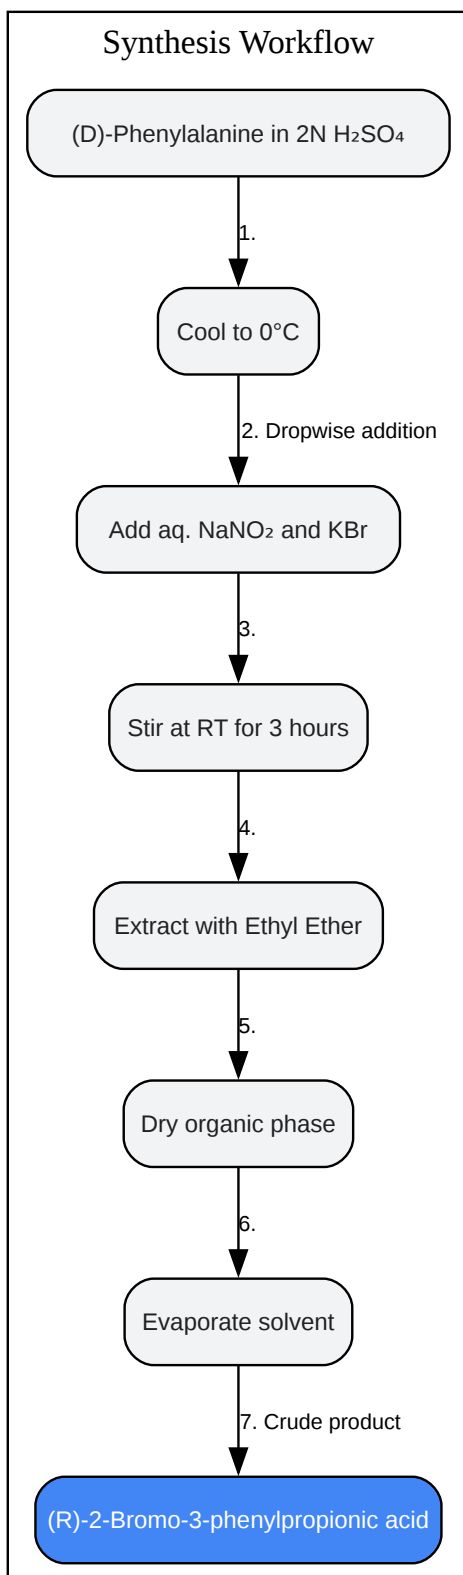 Synthesis Workflow
(D)-Phenylalanine in 2N H₂SO₄
1.
Cool to 0°C
2. Dropwise addition
Add aq. NaNO₂ and KBr
3.
Stir at RT for 3 hours
4.
Extract with Ethyl Ether
5.
Dry organic phase
6.
Evaporate solvent
7. Crude product
(R)-2-Bromo-3-phenylpropionic acid